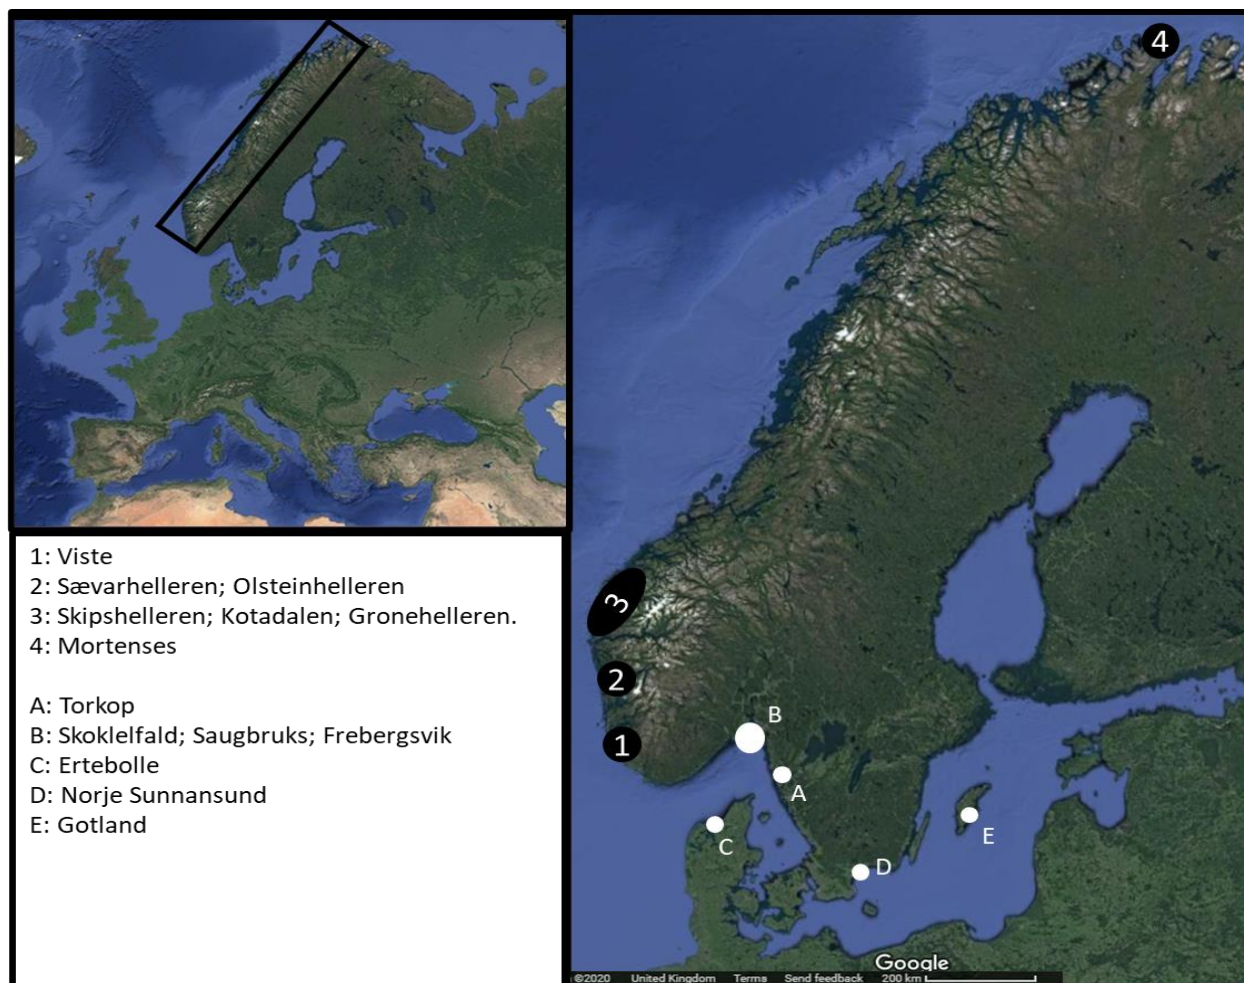 1: Viste
2: Sævarhelleren; Olsteinhelleren
3: Skipshelleren; Kotadalen; Gronehelleren.
4: Mortenses
A: Torkop
B: Skoklelfald; Saugbruks; Frebergsvik
C: Ertebolle
D: Norje Sunnansund
E: Gotland
4
3
2
1
B
A
C
D
E
Google
©2020 United Kingdom Terms Send feedback 200 km